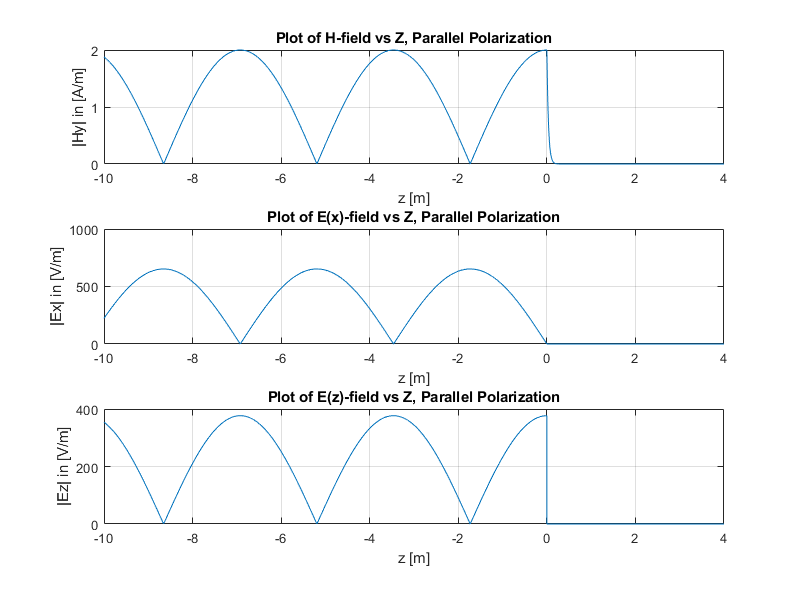 Plot of H-field vs Z, Parallel Polarization
|Hy| in [A/m]
2
1
0
-10 -8 -6 -4 -2 0 2 4
z [m]
Plot of E(x)-field vs Z, Parallel Polarization
|Ex| in [V/m]
1000
500
0
-10 -8 -6 -4 -2 0 2 4
z [m]
Plot of E(z)-field vs Z, Parallel Polarization
|Ez| in [V/m]
400
200
0
-10 -8 -6 -4 -2 0 2 4
z [m]